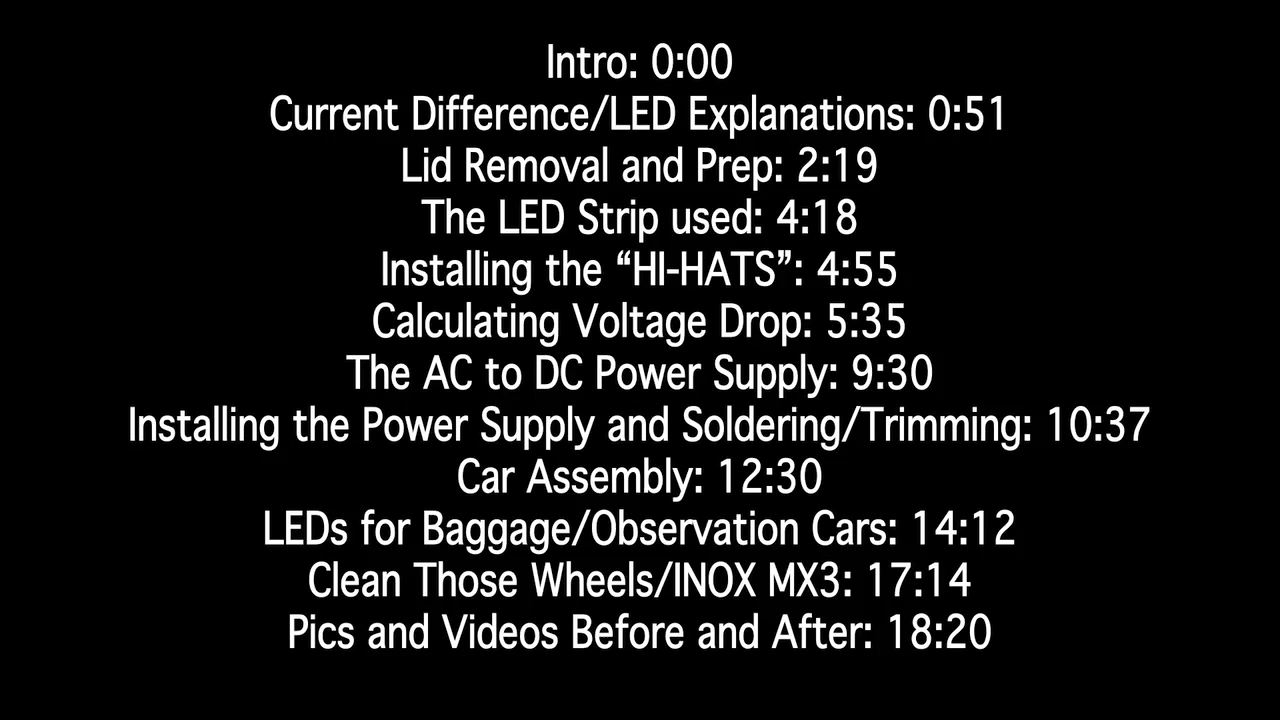 Intro: 0:00
Current Difference/LED Explanations: 0:51
Lid Removal and Prep: 2:19
The LED Strip used: 4:18
Installing the “HI-HATS”: 4:55
Calculating Voltage Drop: 5:35
The AC to DC Power Supply: 9:30
Installing the Power Supply and Soldering/Trimming: 10:37
Car Assembly: 12:30
LEDs for Baggage/Observation Cars: 14:12
Clean Those Wheels/INOX MX3: 17:14
Pics and Videos Before and After: 18:20